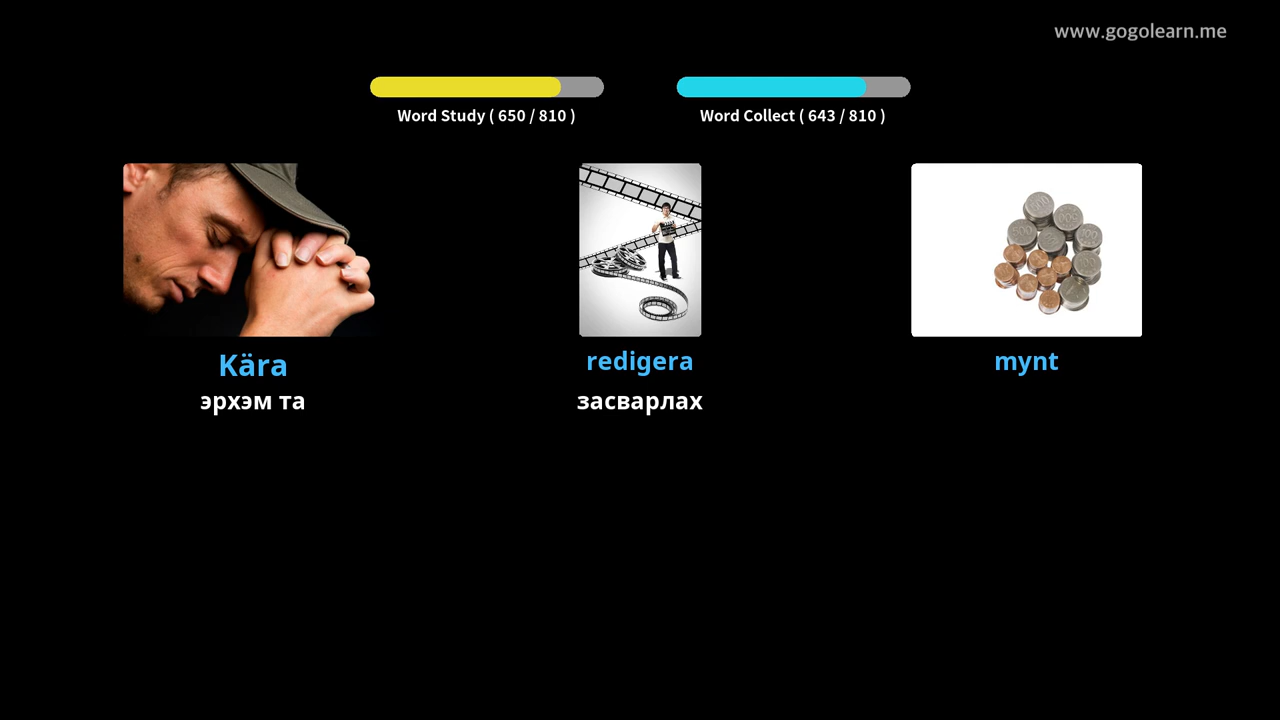 www.gogolearn.me
Word Study ( 650 / 810 )
Word Collect ( 643 / 810 )
Kära
эрхэм та
redigera
засварлах
mynt